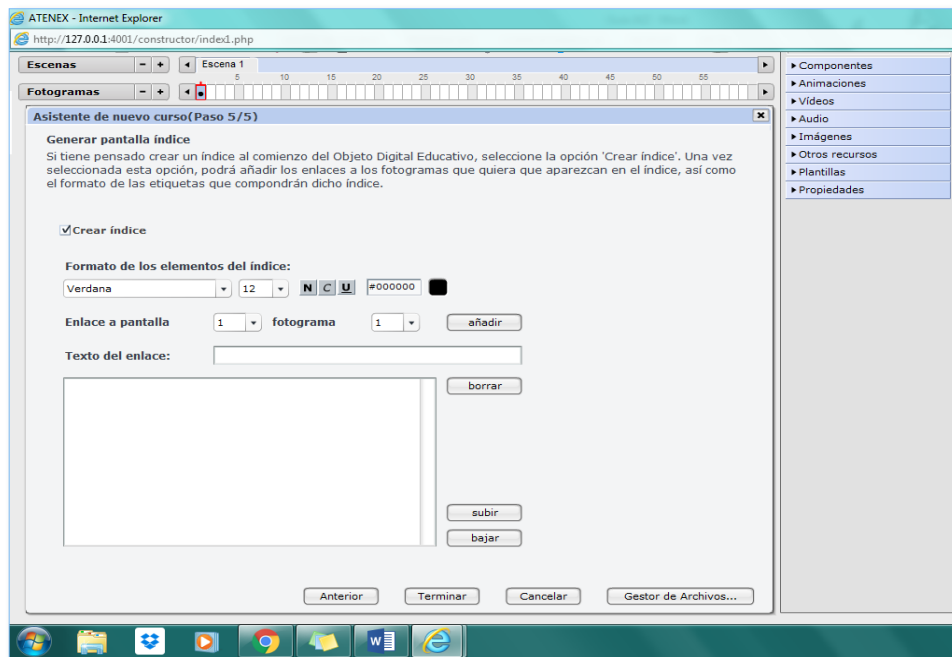 ATENEX - Internet Explorer
http://127.0.0.1:4001/constructor/index1.php
Escenas - + Escena 1
5 10 15 20 25 30 35 40 45 50 55
Fotogramas - +
Componentes
Animaciones
Vídeos
Audio
Imágenes
Otros recursos
Plantillas
Propiedades
Asistente de nuevo curso(Paso 5/5)
Generar pantalla índice
Si tiene pensado crear un índice al comienzo del Objeto Digital Educativo, seleccione la opción 'Crear índice'. Una vez
seleccionada esta opción, podrá añadir los enlaces a los fotogramas que quiera que aparezcan en el índice, así como
el formato de las etiquetas que compondrán dicho índice.
Crear índice
Formato de los elementos del índice:
Verdana 12 N C U #000000
Enlace a pantalla 1 fotograma 1 añadir
Texto del enlace:
borrar
subir
bajar
Anterior Terminar Cancelar Gestor de Archivos...